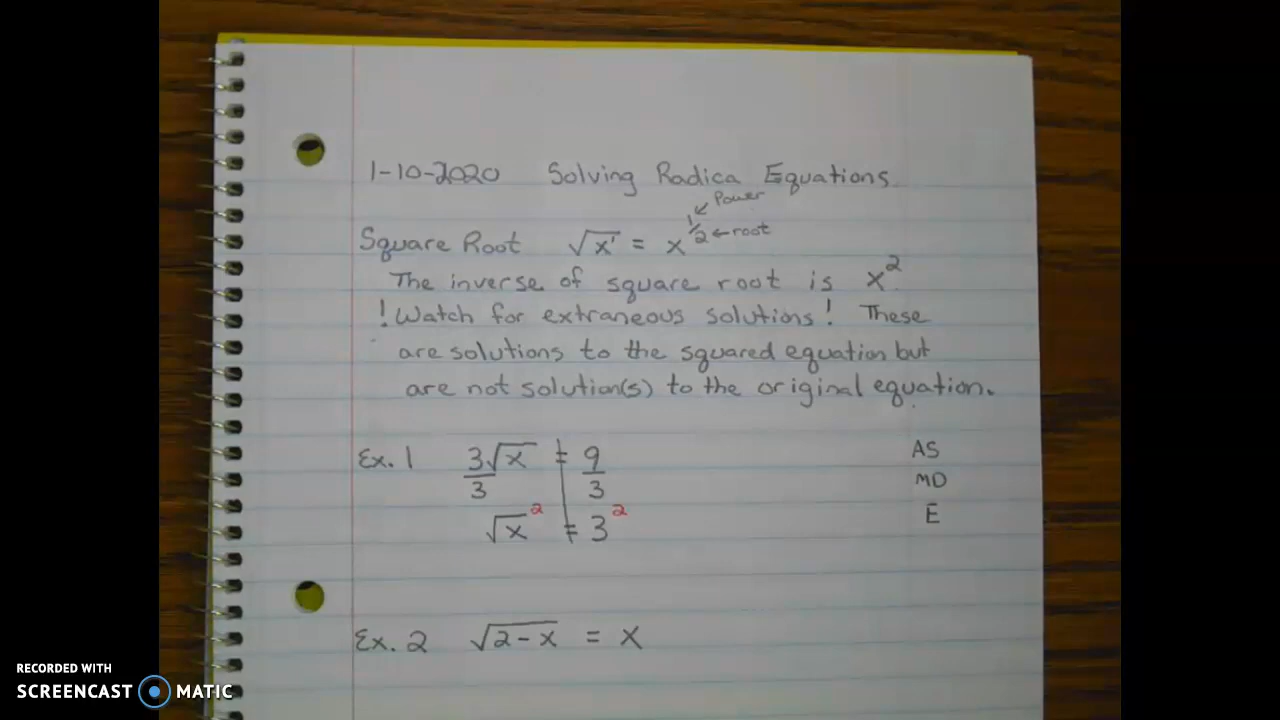 1-10-2020 Solving Radica Equations
Power
Square Root √x = x^1/2 ←root
The inverse of square root is x²
! Watch for extraneous solutions! These
are solutions to the squared equation but
are not solution(s) to the original equation.
Ex. 1 3√x = 9 AS
3 3 MD
√x² = 3² E
Ex. 2 √2-x = x
RECORDED WITH
SCREENCAST MATIC